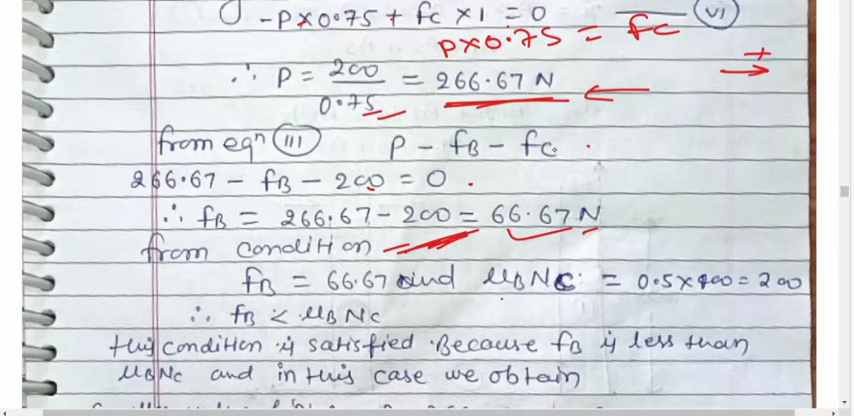 -P×0.75 + fc ×1 = 0 (VI)
P×0.75 = fc
∴ P = 200 / 0.75 = 266.67 N
+
from eqn (III) P - fB - fc.
266.67 - fB - 200 = 0.
∴ fB = 266.67 - 200 = 66.67 N
from condition
fB = 66.67 and μBNC = 0.5×400 = 200
∴ fB < μBNC
this condition is satisfied. Because fB is less than
μBNC and in this case we obtain